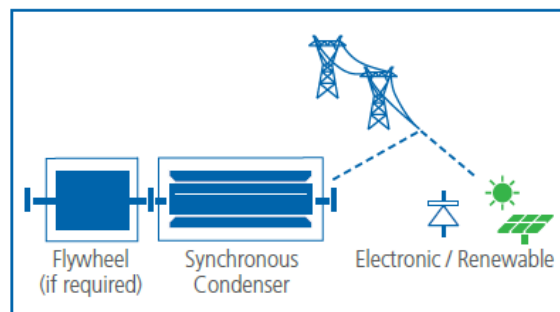 Flywheel
(if required)
Synchronous
Condenser
Electronic / Renewable